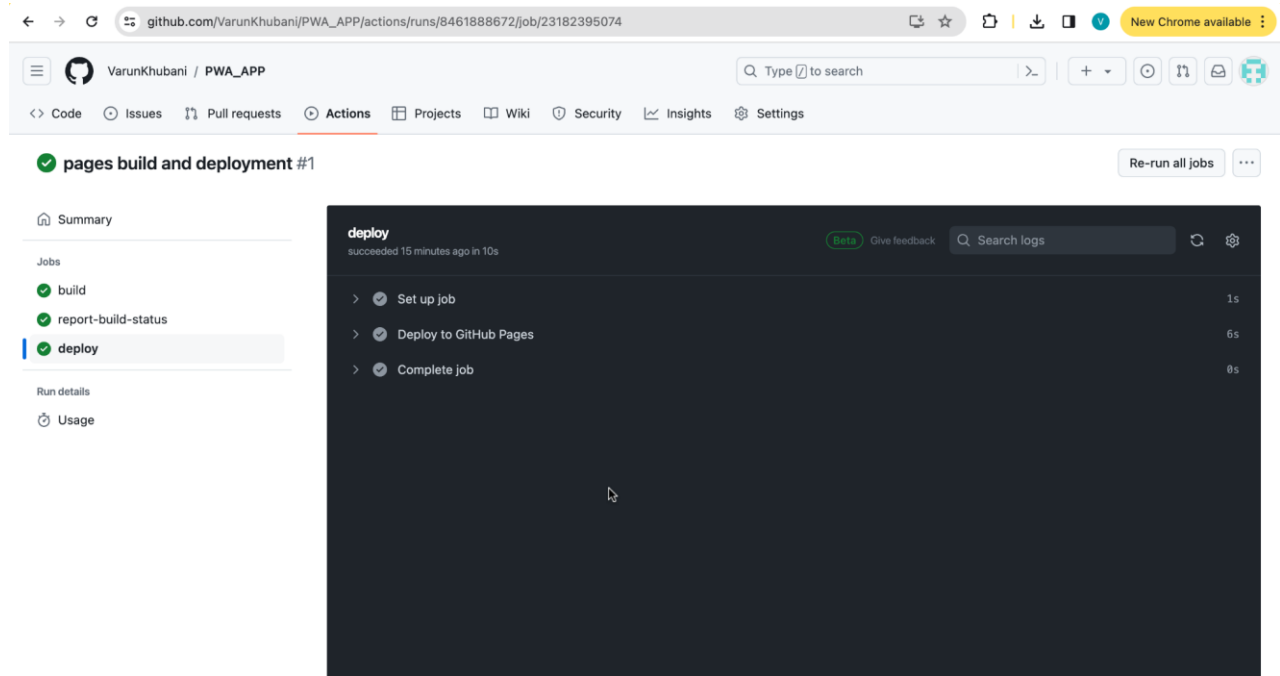 github.com/VarunKhubani/PWA_APP/actions/runs/8461888672/job/23182395074
V
New Chrome available
VarunKhubani / PWA_APP
Type / to search
Code
Issues
Pull requests
Actions
Projects
Wiki
Security
Insights
Settings
pages build and deployment #1
Re-run all jobs
Summary
Jobs
build
report-build-status
deploy
Run details
Usage
deploy
succeeded 15 minutes ago in 10s
Beta
Give feedback
Search logs
Set up job
1s
Deploy to GitHub Pages
6s
Complete job
0s